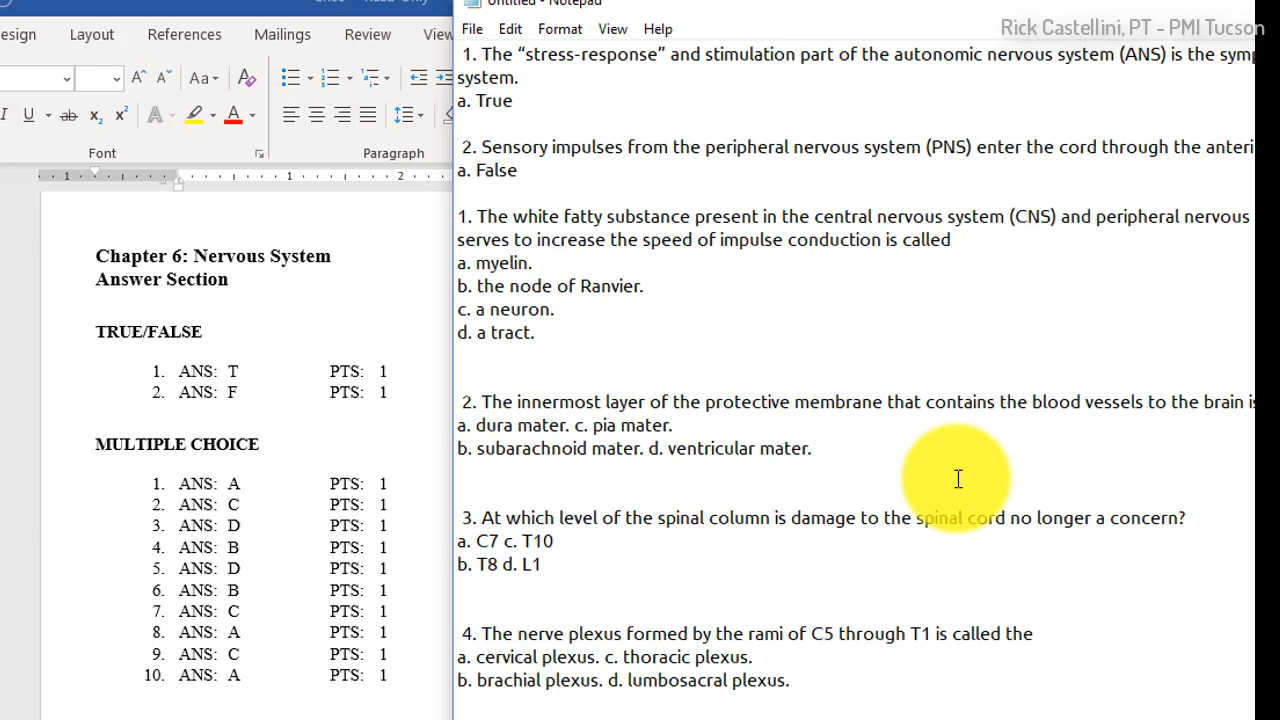 Untitled - Notepad
esign Layout References Mailings Review View
File Edit Format View Help
Rick Castellini, PT - PMI Tucson
Aa
I U ab x₂ x² A A
Font Paragraph
1 1 2
Chapter 6: Nervous System
Answer Section
TRUE/FALSE
1. ANS: T PTS: 1
2. ANS: F PTS: 1
MULTIPLE CHOICE
1. ANS: A PTS: 1
2. ANS: C PTS: 1
3. ANS: D PTS: 1
4. ANS: B PTS: 1
5. ANS: D PTS: 1
6. ANS: B PTS: 1
7. ANS: C PTS: 1
8. ANS: A PTS: 1
9. ANS: C PTS: 1
10. ANS: A PTS: 1
1. The “stress-response” and stimulation part of the autonomic nervous system (ANS) is the symp
system.
a. True
2. Sensory impulses from the peripheral nervous system (PNS) enter the cord through the anteri
a. False
1. The white fatty substance present in the central nervous system (CNS) and peripheral nervous
serves to increase the speed of impulse conduction is called
a. myelin.
b. the node of Ranvier.
c. a neuron.
d. a tract.
2. The innermost layer of the protective membrane that contains the blood vessels to the brain is
a. dura mater. c. pia mater.
b. subarachnoid mater. d. ventricular mater.
3. At which level of the spinal column is damage to the spinal cord no longer a concern?
a. C7 c. T10
b. T8 d. L1
4. The nerve plexus formed by the rami of C5 through T1 is called the
a. cervical plexus. c. thoracic plexus.
b. brachial plexus. d. lumbosacral plexus.